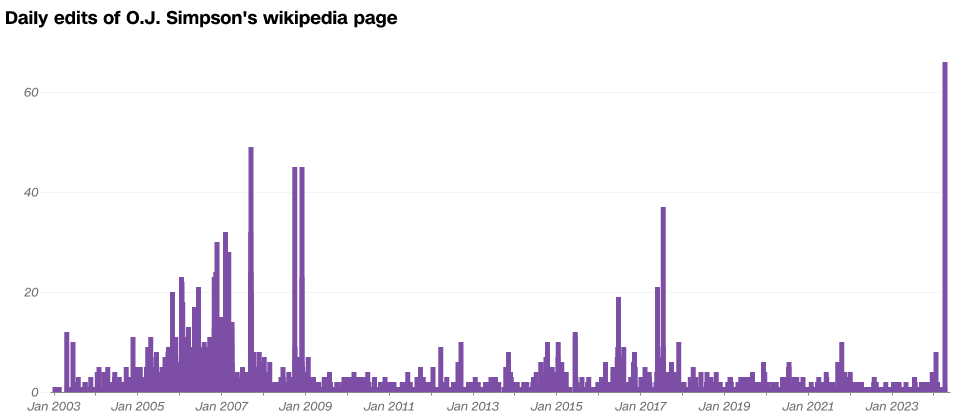 Daily edits of O.J. Simpson's wikipedia page
60
40
20
0
Jan 2003 Jan 2005 Jan 2007 Jan 2009 Jan 2011 Jan 2013 Jan 2015 Jan 2017 Jan 2019 Jan 2021 Jan 2023